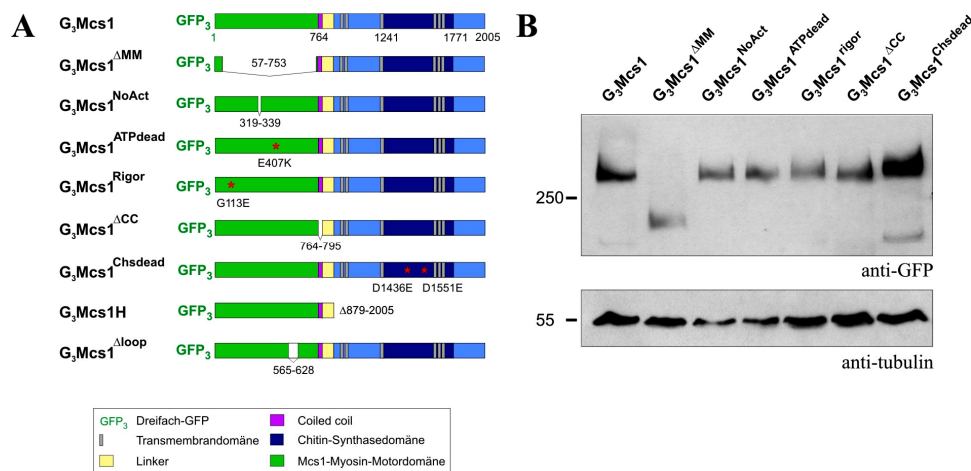 A
G3Mcs1
GFP3
1
764
1241
1771
2005
G3Mcs1ΔMM
GFP3
57-753
G3Mcs1NoAct
GFP3
319-339
G3Mcs1ATPdead
GFP3
*
E407K
G3Mcs1Rigor
GFP3
*
G113E
G3Mcs1ΔCC
GFP3
764-795
G3Mcs1Chsdead
GFP3
* *
D1436E D1551E
G3Mcs1H
GFP3
Δ879-2005
G3Mcs1Δloop
GFP3
565-628
GFP3 Dreifach-GFP
Transmembrandomäne
Linker
Coiled coil
Chitin-Synthasedomäne
Mcs1-Myosin-Motordomäne
B
G3Mcs1
G3Mcs1ΔMM
G3Mcs1NoAct
G3Mcs1ATPdead
G3Mcs1rigor
G3Mcs1ΔCC
G3Mcs1Chsdead
250
anti-GFP
55
anti-tubulin